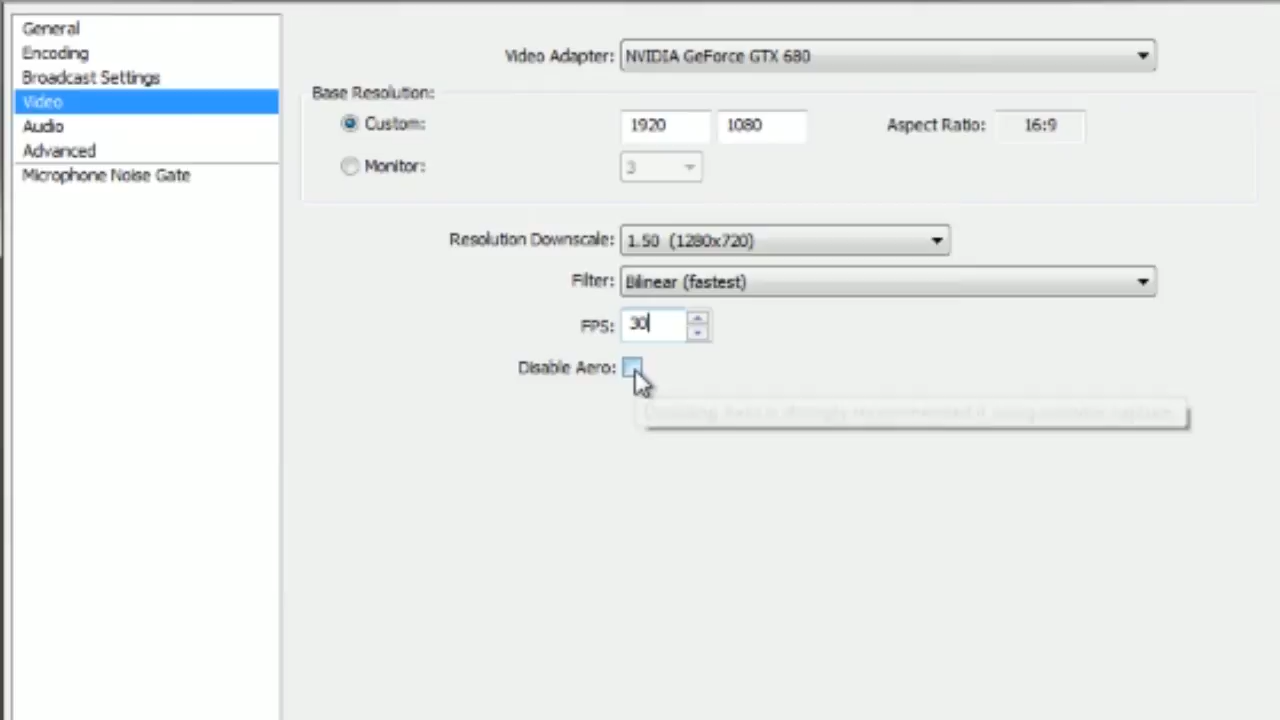 General
Encoding
Broadcast Settings
Video
Audio
Advanced
Microphone Noise Gate
Video Adapter: NVIDIA GeForce GTX 680
Base Resolution:
Custom: 1920 1080 Aspect Ratio: 16:9
Monitor: 3
Resolution Downscale: 1.50 (1280x720)
Filter: Bilinear (fastest)
FPS: 30
Disable Aero: